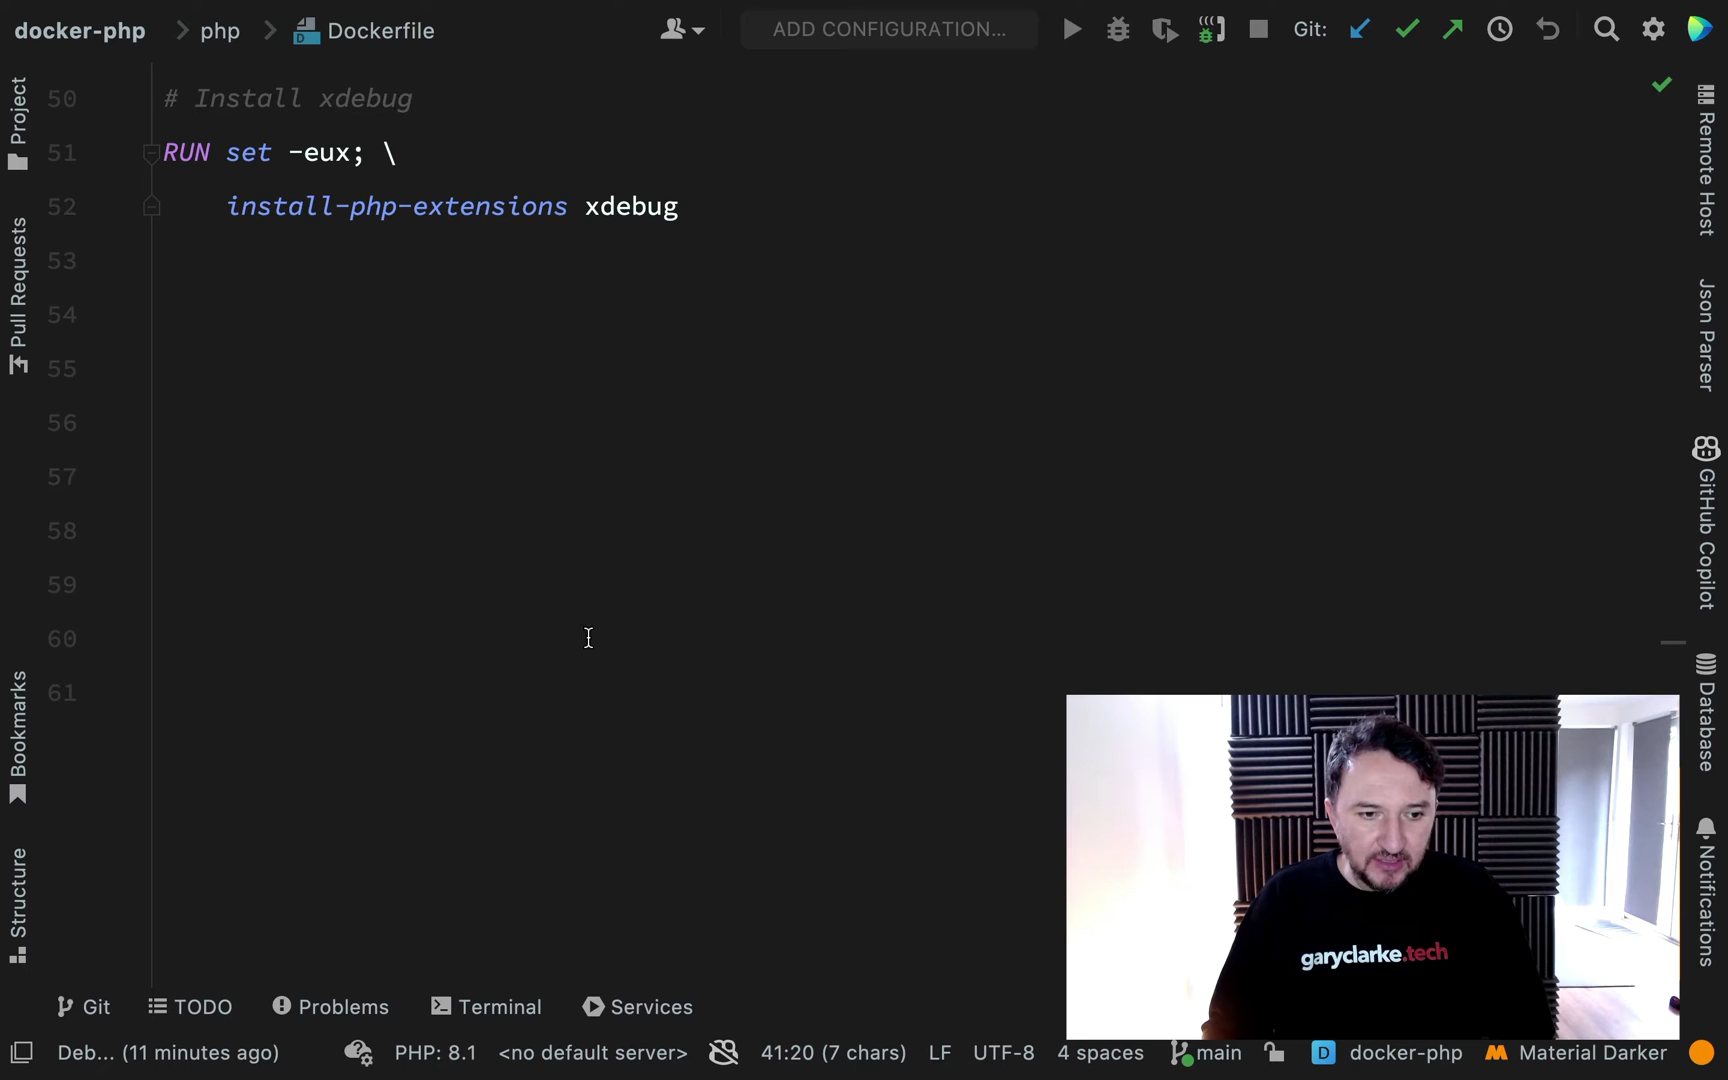 docker-php
php
Dockerfile
ADD CONFIGURATION...
Git:
50 # Install xdebug
51 RUN set -eux; \
52 install-php-extensions xdebug
53
54
55
56
57
58
59
60
61
Project
Pull Requests
Bookmarks
Structure
Remote Host
Json Parser
GitHub Copilot
Database
Notifications
garyclarke.tech
Git
TODO
Problems
Terminal
Services
Deb... (11 minutes ago)
PHP: 8.1
<no default server>
41:20 (7 chars)
LF
UTF-8
4 spaces
main
D
docker-php
Material Darker